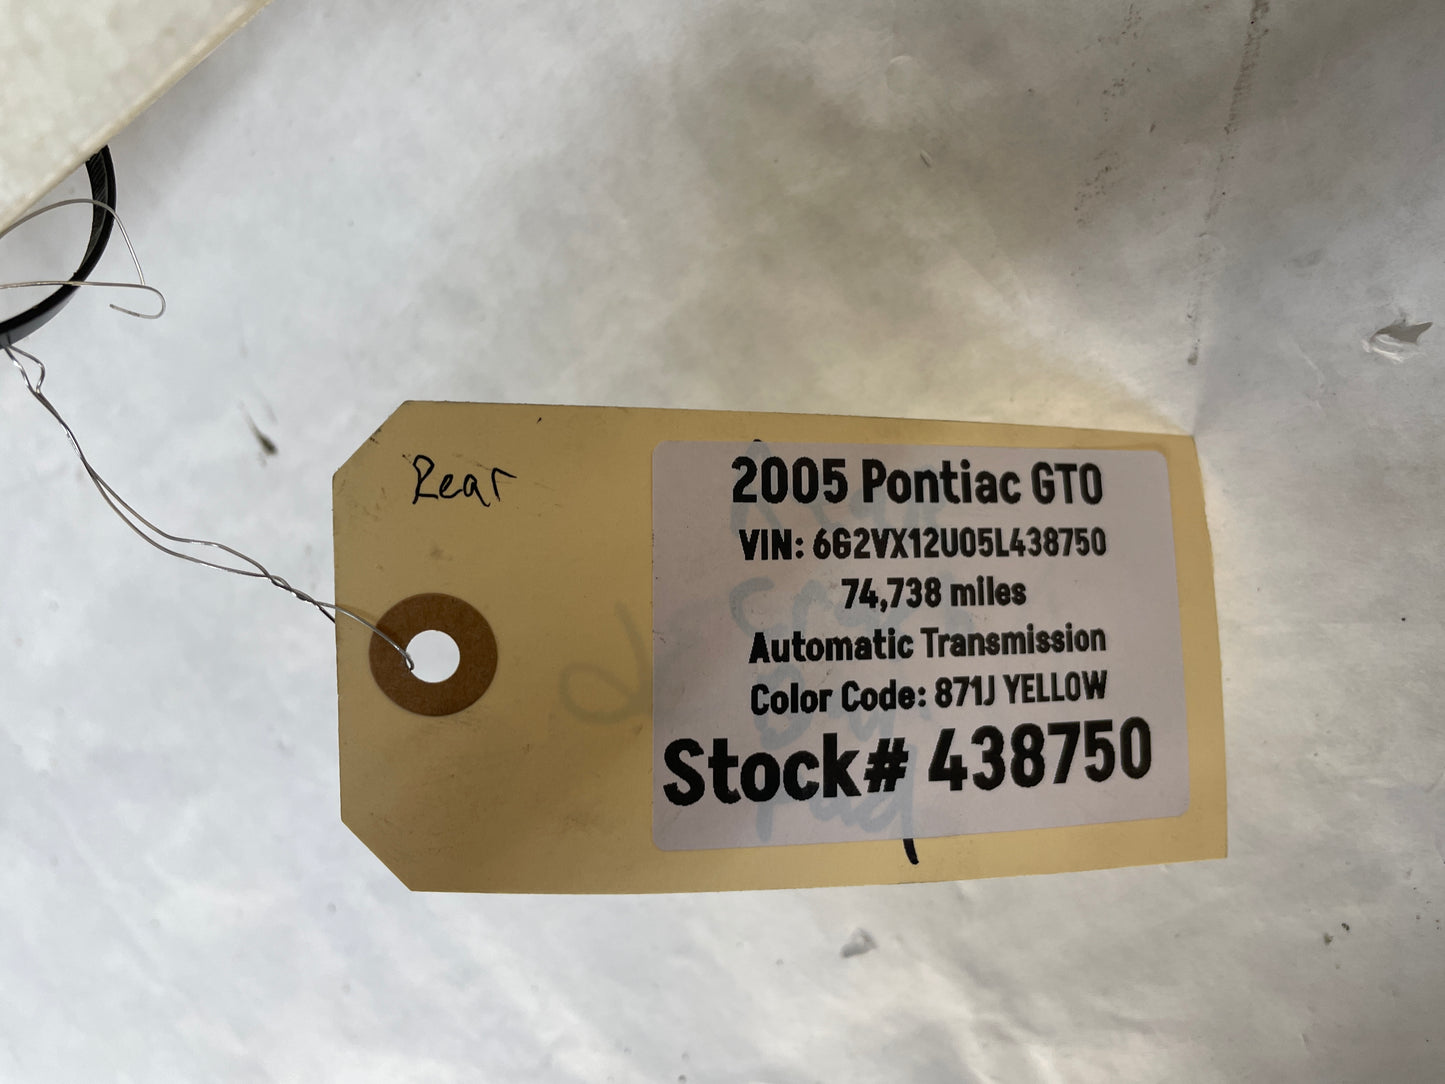 Rear
2005 Pontiac GTO
VIN: 6G2VX12U05L438750
74,738 miles
Automatic Transmission
Color Code: 871J YELLOW
Stock# 438750